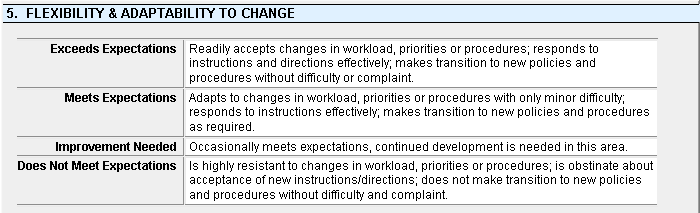 5. FLEXIBILITY & ADAPTABILITY TO CHANGE
Exceeds Expectations Readily accepts changes in workload, priorities or procedures; responds to
instructions and directions effectively; makes transition to new policies and
procedures without difficulty or complaint.
Meets Expectations Adapts to changes in workload, priorities or procedures with only minor difficulty;
responds to instructions effectively; makes transition to new policies and procedures
as required.
Improvement Needed Occasionally meets expectations, continued development is needed in this area.
Does Not Meet Expectations Is highly resistant to changes in workload, priorities or procedures; is obstinate about
acceptance of new instructions/directions; does not make transition to new policies
and procedures without difficulty and complaint.